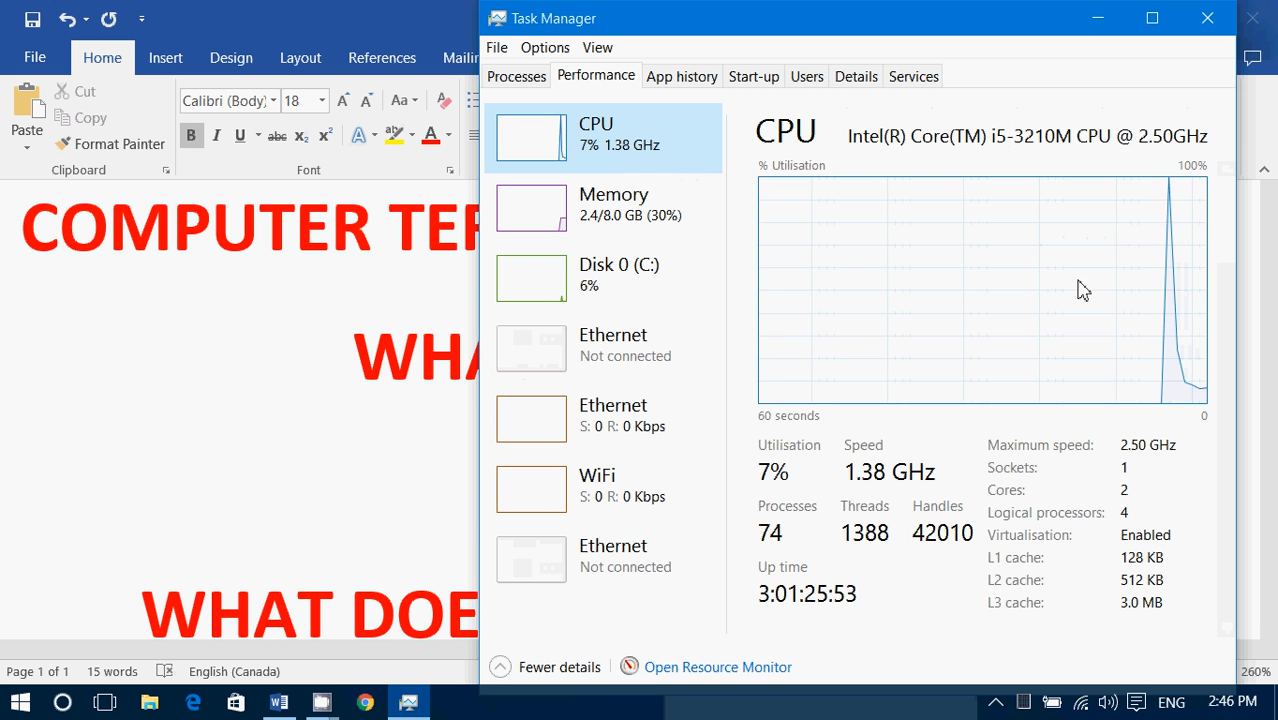 Task Manager
File Options View
Processes Performance App history Start-up Users Details Services
CPU
7% 1.38 GHz
Memory
2.4/8.0 GB (30%)
Disk 0 (C:)
6%
Ethernet
Not connected
Ethernet
S: 0 R: 0 Kbps
WiFi
S: 0 R: 0 Kbps
Ethernet
Not connected
CPU Intel(R) Core(TM) i5-3210M CPU @ 2.50GHz
% Utilisation 100%
60 seconds 0
Utilisation Speed
7% 1.38 GHz
Processes Threads Handles
74 1388 42010
Up time
3:01:25:53
Maximum speed: 2.50 GHz
Sockets: 1
Cores: 2
Logical processors: 4
Virtualisation: Enabled
L1 cache: 128 KB
L2 cache: 512 KB
L3 cache: 3.0 MB
Fewer details Open Resource Monitor
File Home Insert Design Layout References
Cut
Copy
Paste
Format Painter
Clipboard
Calibri (Body) 18 A A Aa
B I U abc x2 x2 A A
Font
COMPUTER
WHAT
Page 1 of 1 15 words English (Canada) 260%
ENG 2:46 PM